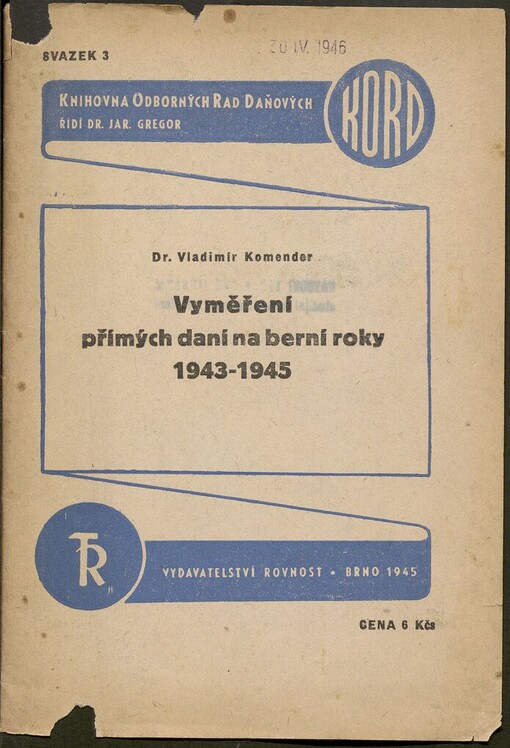 SVAZEK 3
30 IV. 1946
KNIHOVNA ODBORNÝCH RAD DAŇOVÝCH
ŘÍDÍ DR. JAR. GREGOR
KORD
Dr. Vladimír Komender
Vyměření
přímých daní na berní roky
1943-1945
TR
VYDAVATELSTVÍ ROVNOST • BRNO 1945
CENA 6 Kčs